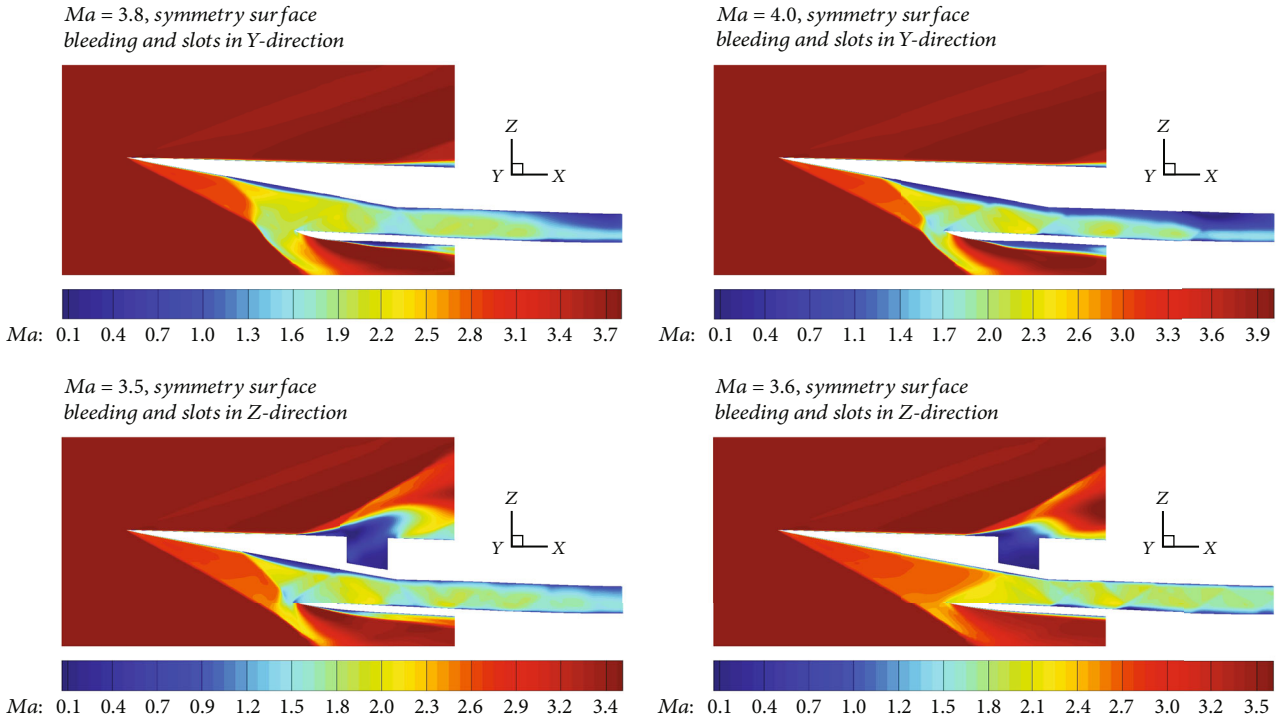 Ma = 3.8, symmetry surface
bleeding and slots in Y-direction
Z
Y
X
Ma: 0.1 0.4 0.7 1.0 1.3 1.6 1.9 2.2 2.5 2.8 3.1 3.4 3.7
Ma = 4.0, symmetry surface
bleeding and slots in Y-direction
Z
Y
X
Ma: 0.1 0.4 0.7 1.1 1.4 1.7 2.0 2.3 2.6 3.0 3.3 3.6 3.9
Ma = 3.5, symmetry surface
bleeding and slots in Z-direction
Z
Y
X
Ma: 0.1 0.4 0.7 0.9 1.2 1.5 1.8 2.0 2.3 2.6 2.9 3.2 3.4
Ma = 3.6, symmetry surface
bleeding and slots in Z-direction
Z
Y
X
Ma: 0.1 0.4 0.7 1.0 1.2 1.5 1.8 2.1 2.4 2.7 3.0 3.2 3.5